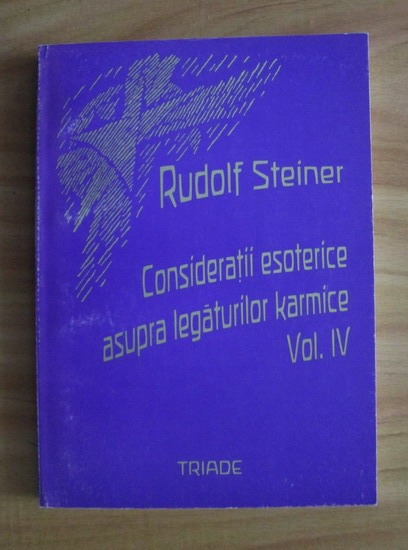 Rudolf Steiner
Considerații esoterice
asupra legăturilor karmice
Vol. IV
TRIADE